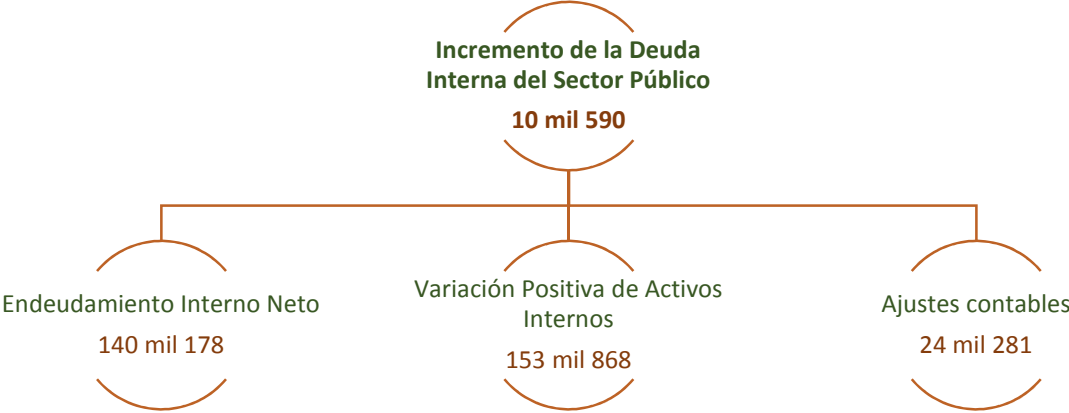 Incremento de la Deuda
Interna del Sector Público
10 mil 590
Endeudamiento Interno Neto
140 mil 178
Variación Positiva de Activos
Internos
153 mil 868
Ajustes contables
24 mil 281